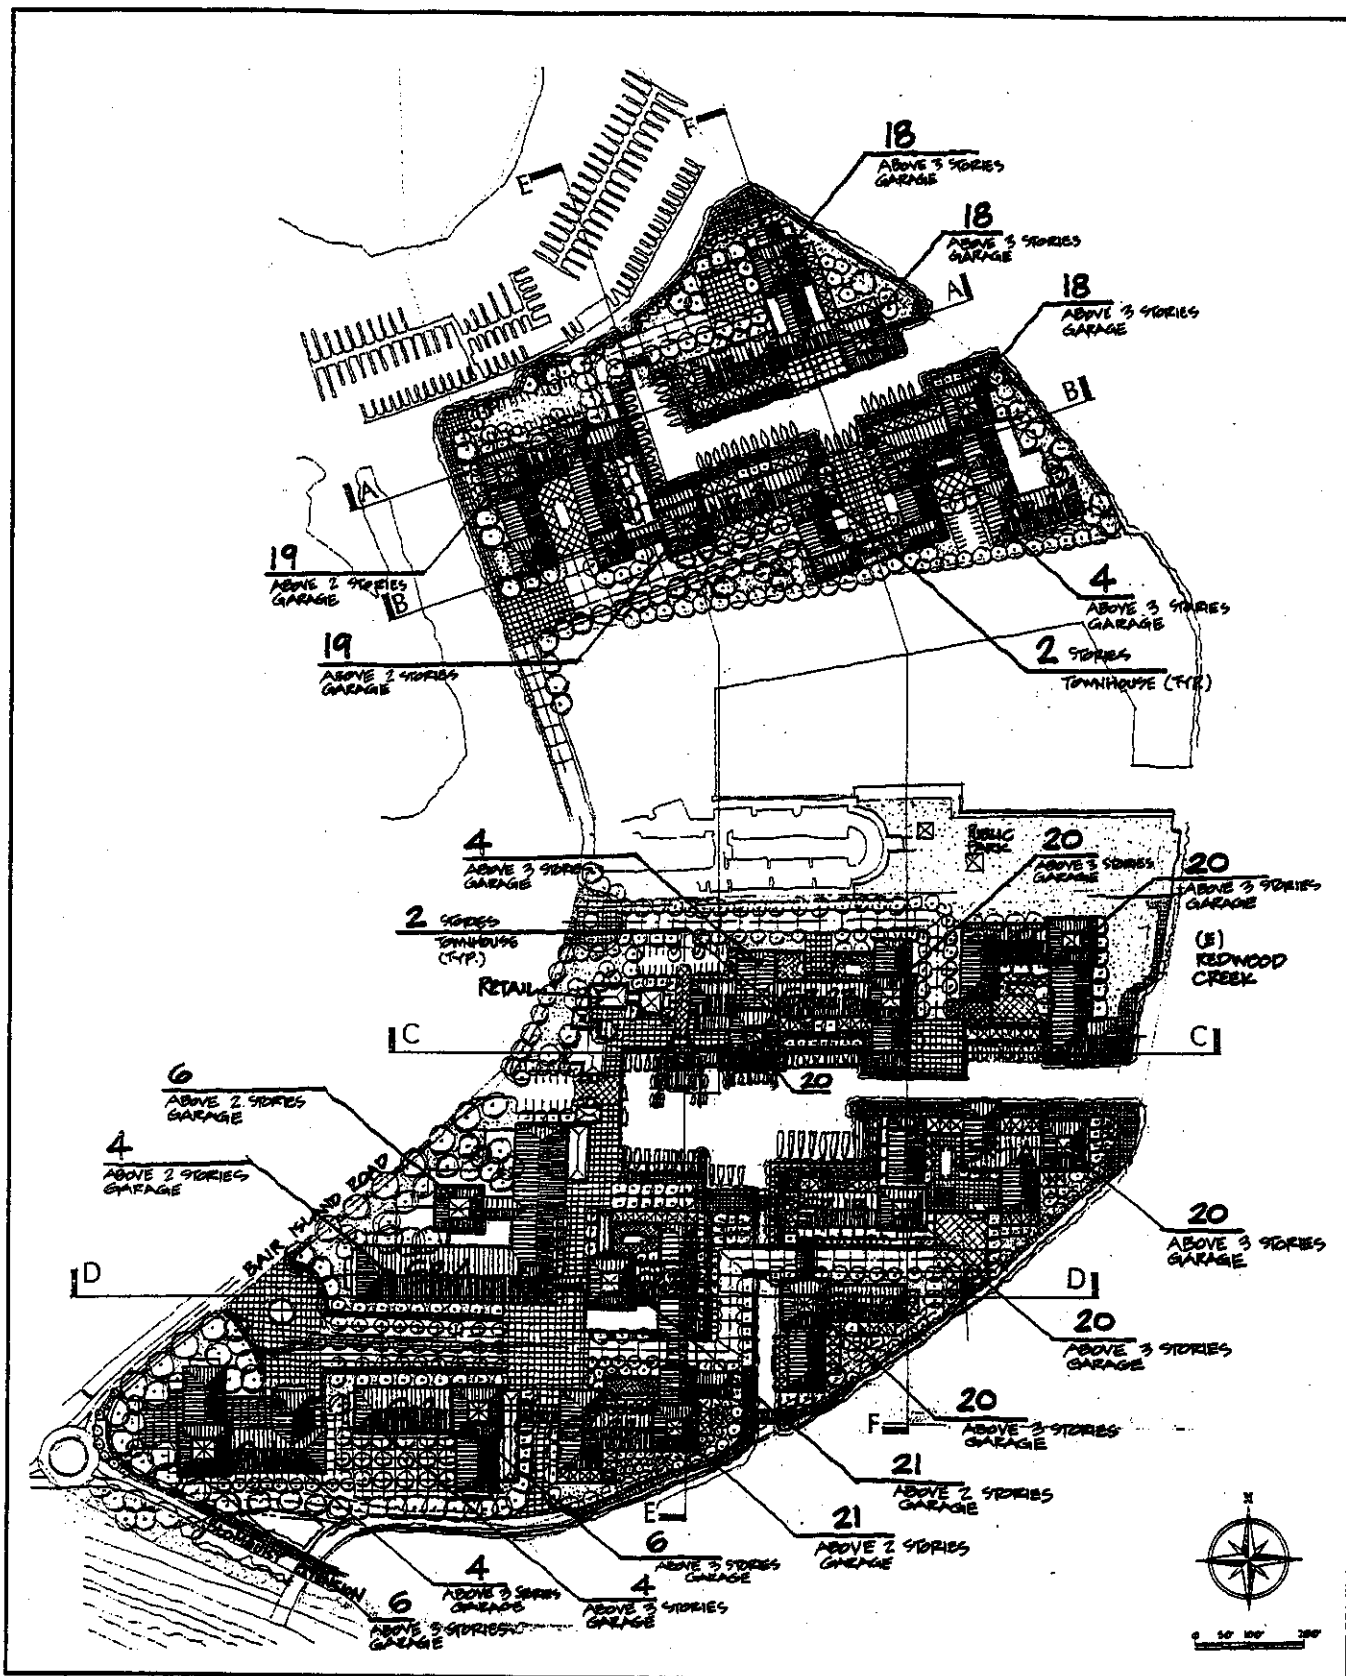 F
18
ABOVE 3 STORIES
GARAGE
E
18
ABOVE 3 STORIES
GARAGE
A
18
ABOVE 3 STORIES
GARAGE
B
A
19
ABOVE 2 STORIES
GARAGE
B
4
ABOVE 3 STORIES
GARAGE
19
ABOVE 2 STORIES
GARAGE
2 STORIES
TOWNHOUSE (TYP.)
PUBLIC
PARK
4
ABOVE 3 STORIES
GARAGE
20
ABOVE 3 STORIES
GARAGE
20
ABOVE 3 STORIES
GARAGE
2 STORIES
TOWNHOUSE
(TYP.)
(E)
REDWOOD
CREEK
RETAIL
C
C
20
6
ABOVE 2 STORIES
GARAGE
4
ABOVE 2 STORIES
GARAGE
BAIR ISLAND ROAD
20
ABOVE 3 STORIES
GARAGE
D
D
20
ABOVE 3 STORIES
GARAGE
20
ABOVE 3 STORIES
GARAGE
F
21
ABOVE 2 STORIES
GARAGE
E
21
ABOVE 2 STORIES
GARAGE
6
ABOVE 3 STORIES
GARAGE
4
ABOVE 3 STORIES
GARAGE
4
ABOVE 3 STORIES
GARAGE
6
ABOVE 3 STORIES
GARAGE
EXTENSION
N
0 50' 100' 200'